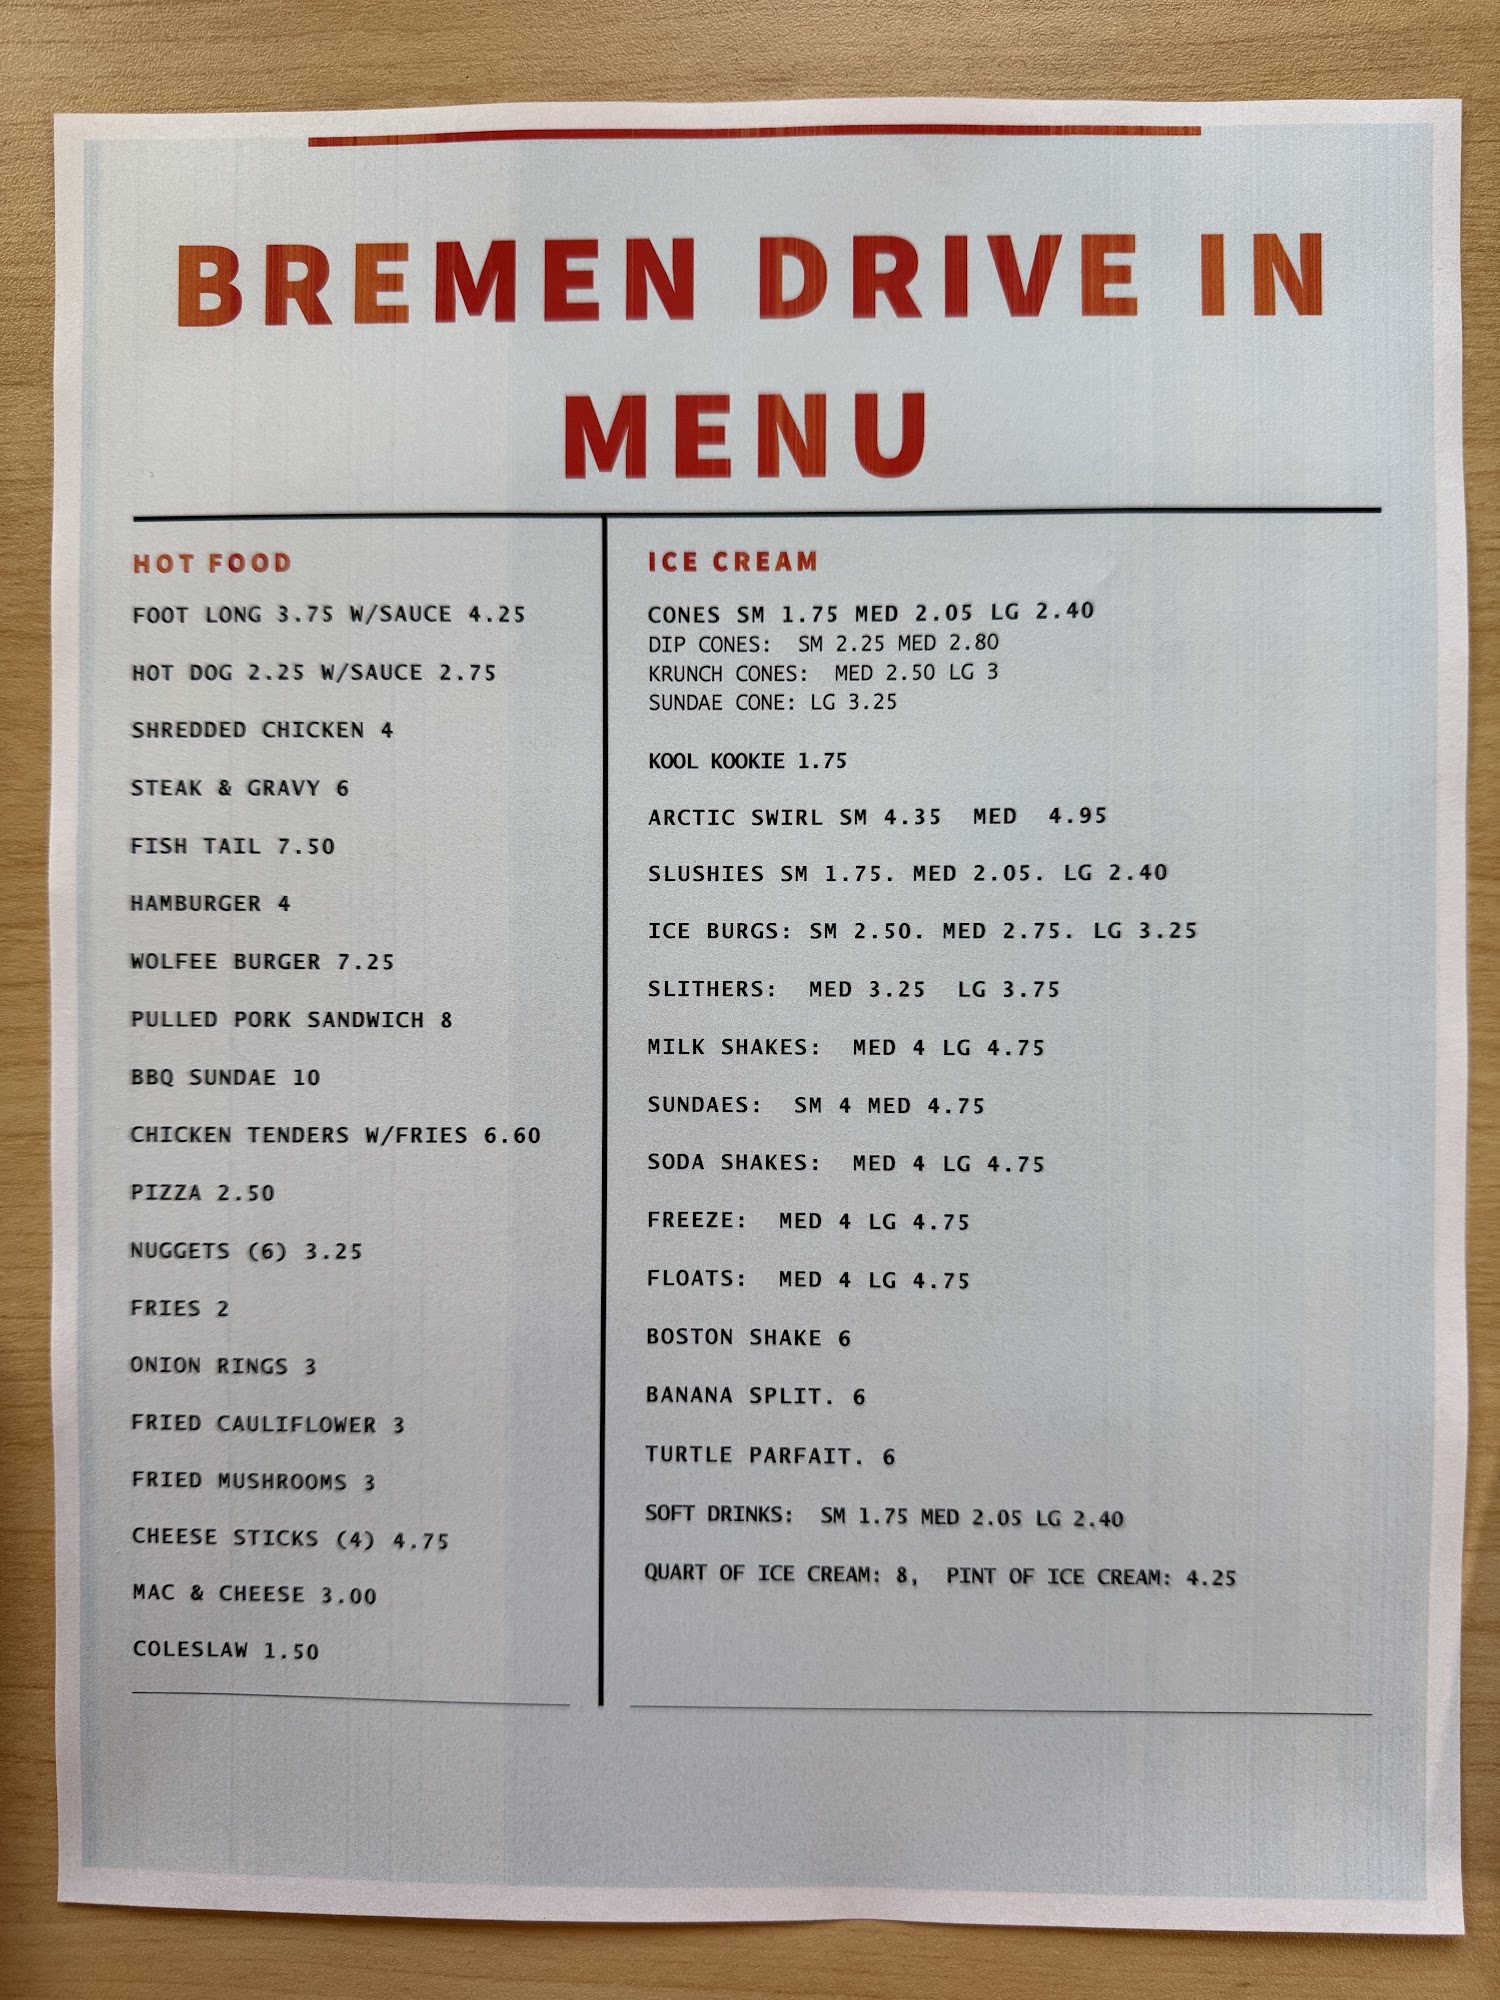 BREMEN DRIVE IN
MENU
HOT FOOD
FOOT LONG 3.75 W/SAUCE 4.25
HOT DOG 2.25 W/SAUCE 2.75
SHREDDED CHICKEN 4
STEAK & GRAVY 6
FISH TAIL 7.50
HAMBURGER 4
WOLFEE BURGER 7.25
PULLED PORK SANDWICH 8
BBQ SUNDAE 10
CHICKEN TENDERS W/FRIES 6.60
PIZZA 2.50
NUGGETS (6) 3.25
FRIES 2
ONION RINGS 3
FRIED CAULIFLOWER 3
FRIED MUSHROOMS 3
CHEESE STICKS (4) 4.75
MAC & CHEESE 3.00
COLESLAW 1.50
ICE CREAM
CONES SM 1.75 MED 2.05 LG 2.40
DIP CONES: SM 2.25 MED 2.80
KRUNCH CONES: MED 2.50 LG 3
SUNDAE CONE: LG 3.25
KOOL KOOKIE 1.75
ARCTIC SWIRL SM 4.35 MED 4.95
SLUSHIES SM 1.75. MED 2.05. LG 2.40
ICE BURGS: SM 2.50. MED 2.75. LG 3.25
SLITHERS: MED 3.25 LG 3.75
MILK SHAKES: MED 4 LG 4.75
SUNDAES: SM 4 MED 4.75
SODA SHAKES: MED 4 LG 4.75
FREEZE: MED 4 LG 4.75
FLOATS: MED 4 LG 4.75
BOSTON SHAKE 6
BANANA SPLIT. 6
TURTLE PARFAIT. 6
SOFT DRINKS: SM 1.75 MED 2.05 LG 2.40
QUART OF ICE CREAM: 8, PINT OF ICE CREAM: 4.25